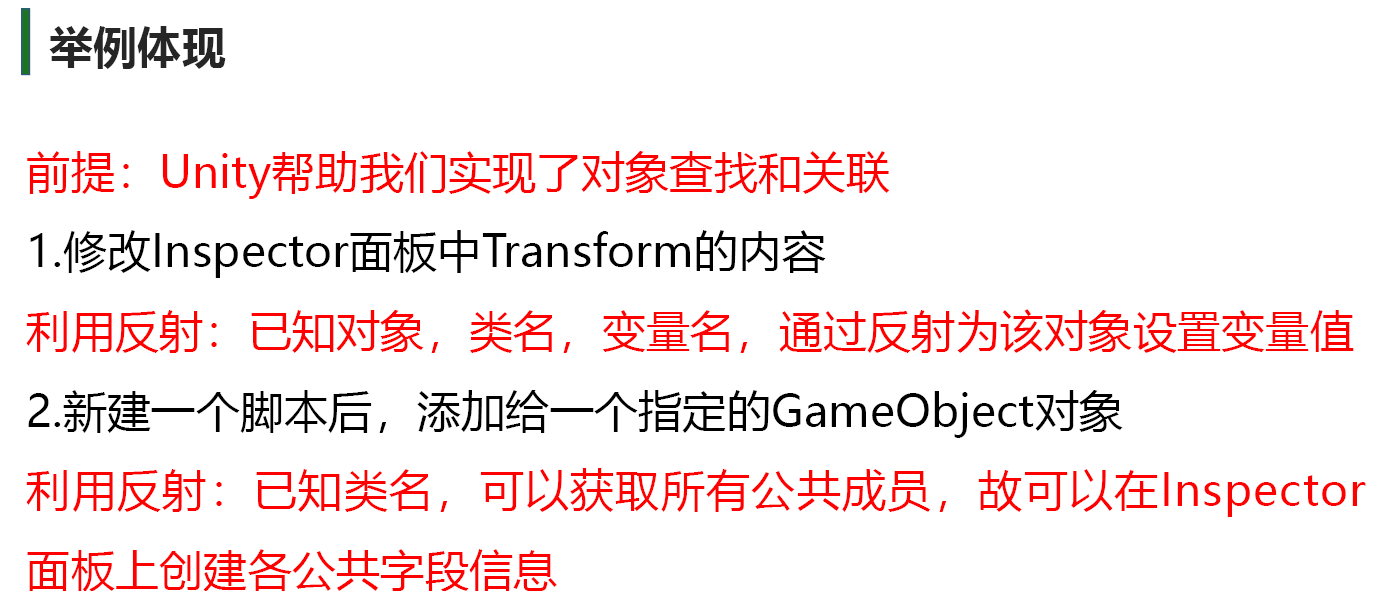 举例体现
前提：Unity帮助我们实现了对象查找和关联
1.修改Inspector面板中Transform的内容
利用反射：已知对象，类名，变量名，通过反射为该对象设置变量值
2.新建一个脚本后，添加给一个指定的GameObject对象
利用反射：已知类名，可以获取所有公共成员，故可以在Inspector
面板上创建各公共字段信息